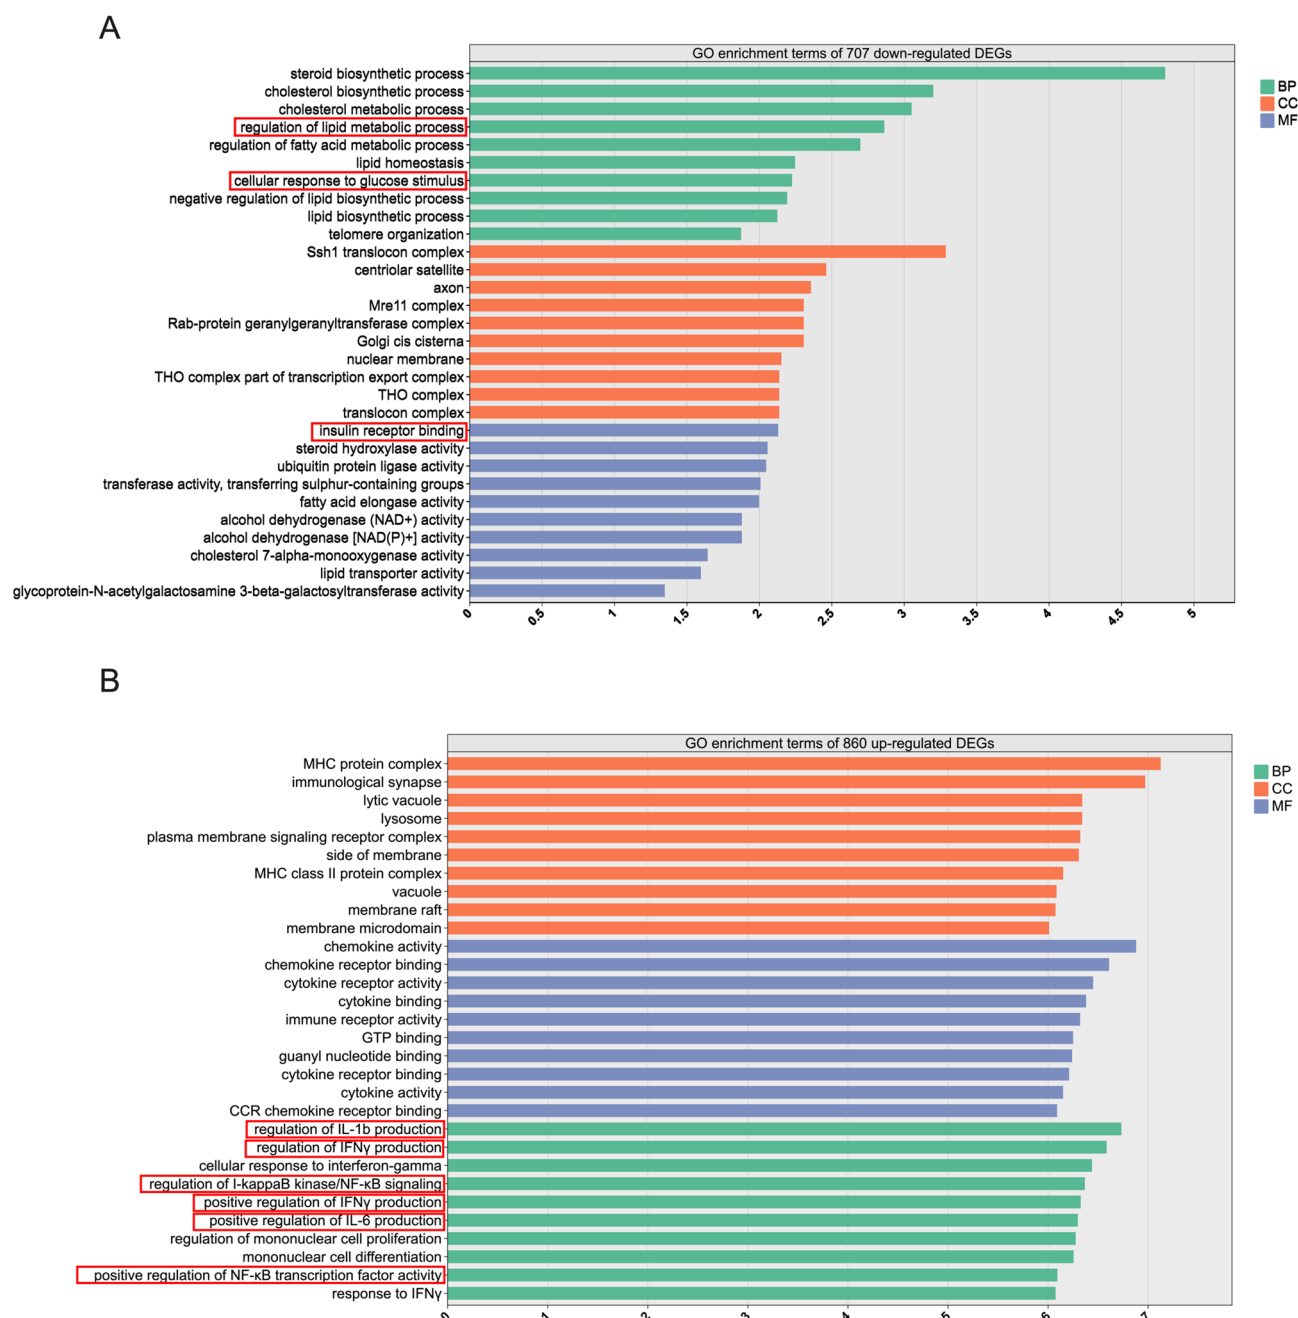 A
GO enrichment terms of 707 down-regulated DEGs
steroid biosynthetic process
cholesterol biosynthetic process
cholesterol metabolic process
regulation of lipid metabolic process
regulation of fatty acid metabolic process
lipid homeostasis
cellular response to glucose stimulus
negative regulation of lipid biosynthetic process
lipid biosynthetic process
telomere organization
Ssh1 translocon complex
centriolar satellite
axon
Mre11 complex
Rab-protein geranylgeranyltransferase complex
Golgi cis cisterna
nuclear membrane
THO complex part of transcription export complex
THO complex
translocon complex
insulin receptor binding
steroid hydroxylase activity
ubiquitin protein ligase activity
transferase activity, transferring sulphur-containing groups
fatty acid elongase activity
alcohol dehydrogenase (NAD+) activity
alcohol dehydrogenase [NAD(P)+] activity
cholesterol 7-alpha-monooxygenase activity
lipid transporter activity
glycoprotein-N-acetylgalactosamine 3-beta-galactosyltransferase activity
0 0.5 1 1.5 2 2.5 3 3.5 4 4.5 5
BP
CC
MF
B
GO enrichment terms of 860 up-regulated DEGs
MHC protein complex
immunological synapse
lytic vacuole
lysosome
plasma membrane signaling receptor complex
side of membrane
MHC class II protein complex
vacuole
membrane raft
membrane microdomain
chemokine activity
chemokine receptor binding
cytokine receptor activity
cytokine binding
immune receptor activity
GTP binding
guanyl nucleotide binding
cytokine receptor binding
cytokine activity
CCR chemokine receptor binding
regulation of IL-1b production
regulation of IFNγ production
cellular response to interferon-gamma
regulation of I-kappaB kinase/NF-κB signaling
positive regulation of IFNγ production
positive regulation of IL-6 production
regulation of mononuclear cell proliferation
mononuclear cell differentiation
positive regulation of NF-κB transcription factor activity
response to IFNγ
0 1 2 3 4 5 6 7
BP
CC
MF